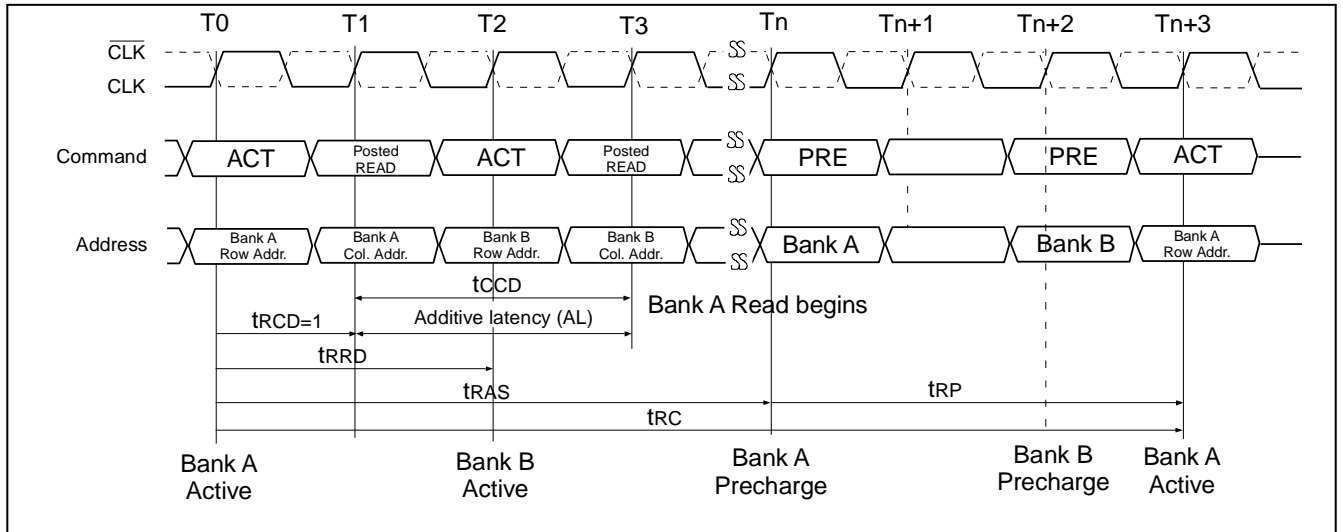 T0 T1 T2 T3 Tn Tn+1 Tn+2 Tn+3
CLK
CLK
Command
ACT
Posted
READ
ACT
Posted
READ
PRE
PRE
ACT
Address
Bank A
Row Addr.
Bank A
Col. Addr.
Bank B
Row Addr.
Bank B
Col. Addr.
Bank A
Bank B
Bank A
Row Addr.
tCCD
Bank A Read begins
tRCD=1
Additive latency (AL)
tRRD
tRAS
tRP
tRC
Bank A
Active
Bank B
Active
Bank A
Precharge
Bank B
Precharge
Bank A
Active